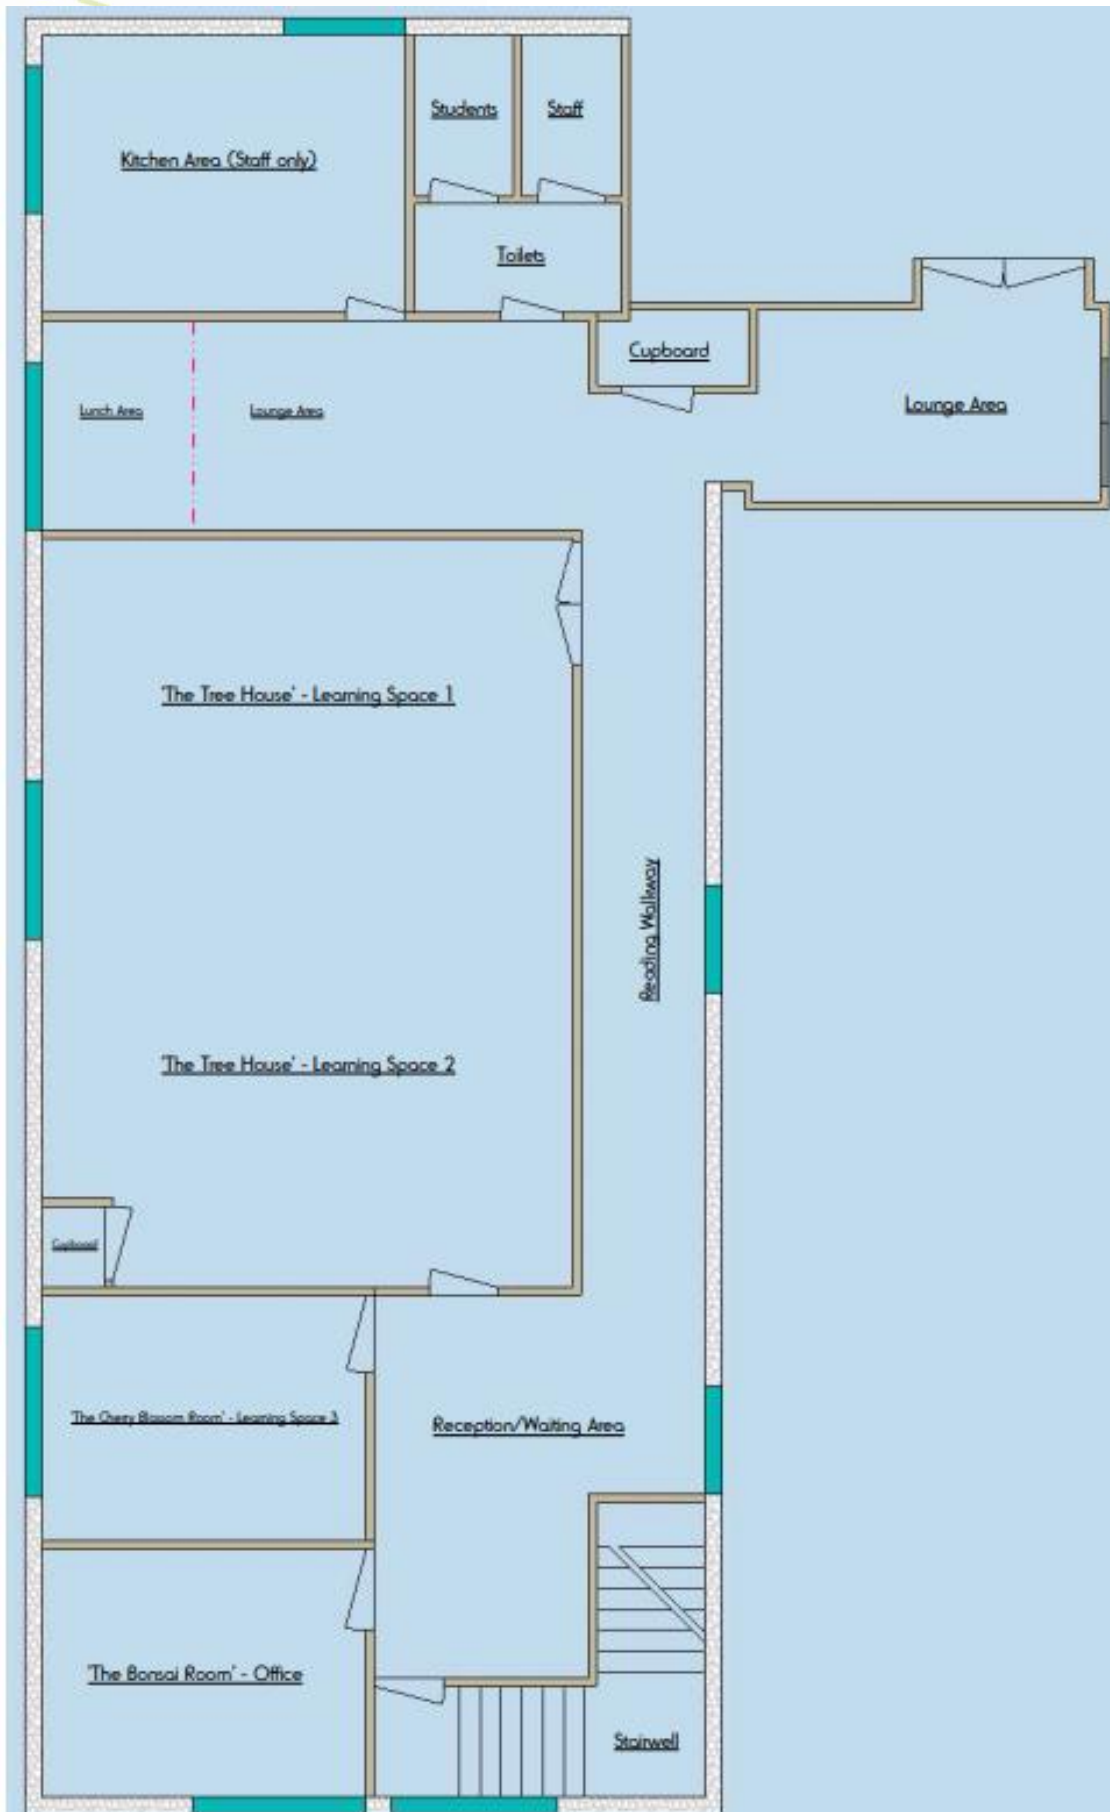 Students
Staff
Kitchen Area (Staff only)
Toilets
Cupboard
Lounge Area
Lunch Area
Lounge Area
'The Tree House' - Learning Space 1
Reading Walkway
'The Tree House' - Learning Space 2
Cupboard
'The Cherry Blossom Room' - Learning Space 3
Reception/Waiting Area
'The Bonsai Room' - Office
Stairwell